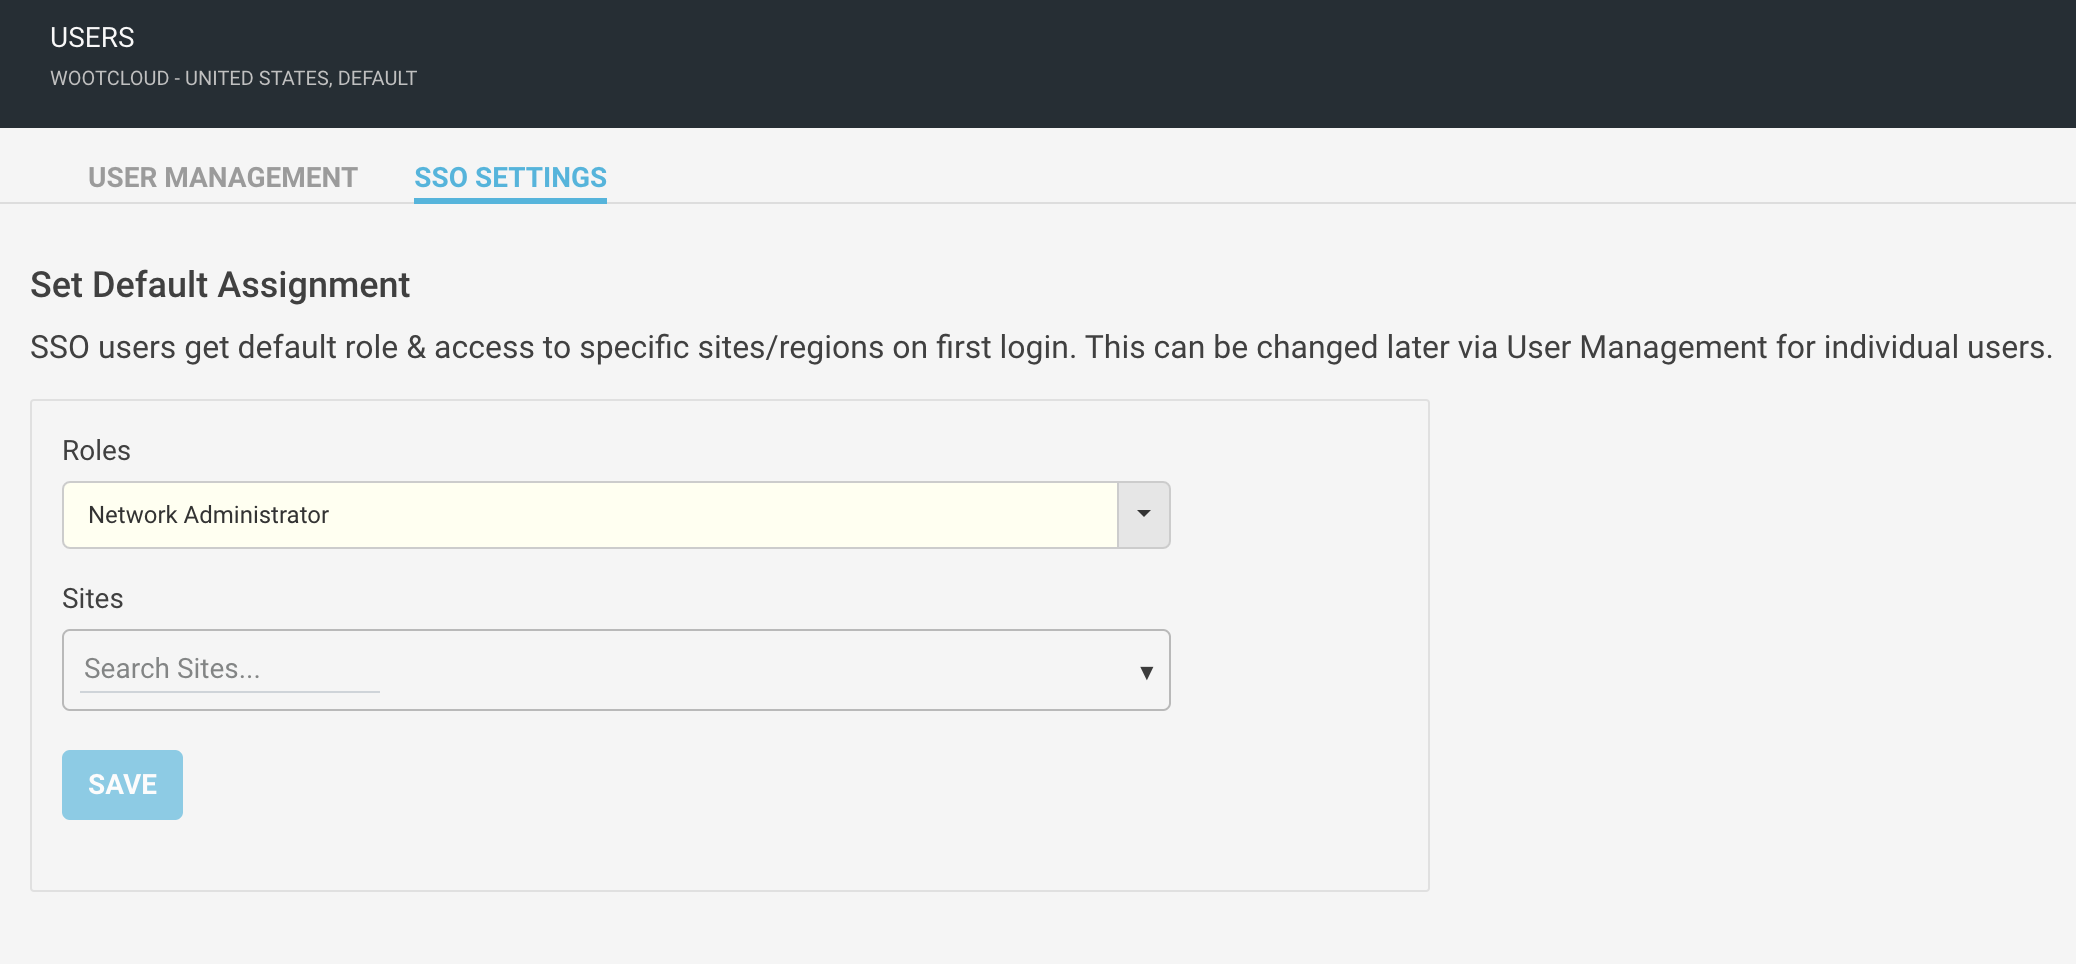 USERS
WOOTCLOUD - UNITED STATES, DEFAULT
USER MANAGEMENT SSO SETTINGS
Set Default Assignment
SSO users get default role & access to specific sites/regions on first login. This can be changed later via User Management for individual users.
Roles
Network Administrator
Sites
Search Sites...
SAVE